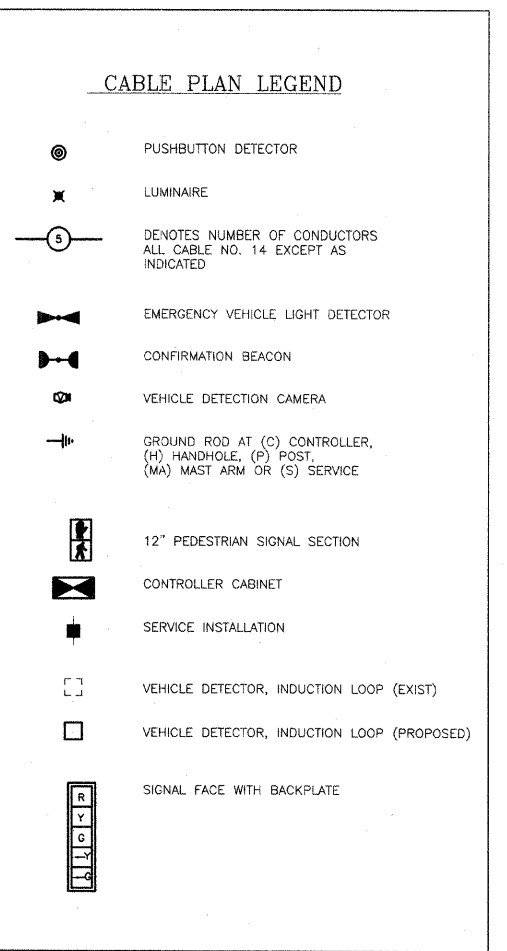 CABLE PLAN LEGEND
PUSHBUTTON DETECTOR
LUMINAIRE
5
DENOTES NUMBER OF CONDUCTORS
ALL CABLE NO. 14 EXCEPT AS
INDICATED
EMERGENCY VEHICLE LIGHT DETECTOR
CONFIRMATION BEACON
V
VEHICLE DETECTION CAMERA
GROUND ROD AT (C) CONTROLLER,
(H) HANDHOLE, (P) POST,
(MA) MAST ARM OR (S) SERVICE
12" PEDESTRIAN SIGNAL SECTION
CONTROLLER CABINET
SERVICE INSTALLATION
VEHICLE DETECTOR, INDUCTION LOOP (EXIST)
VEHICLE DETECTOR, INDUCTION LOOP (PROPOSED)
SIGNAL FACE WITH BACKPLATE
R
Y
G
Y
G